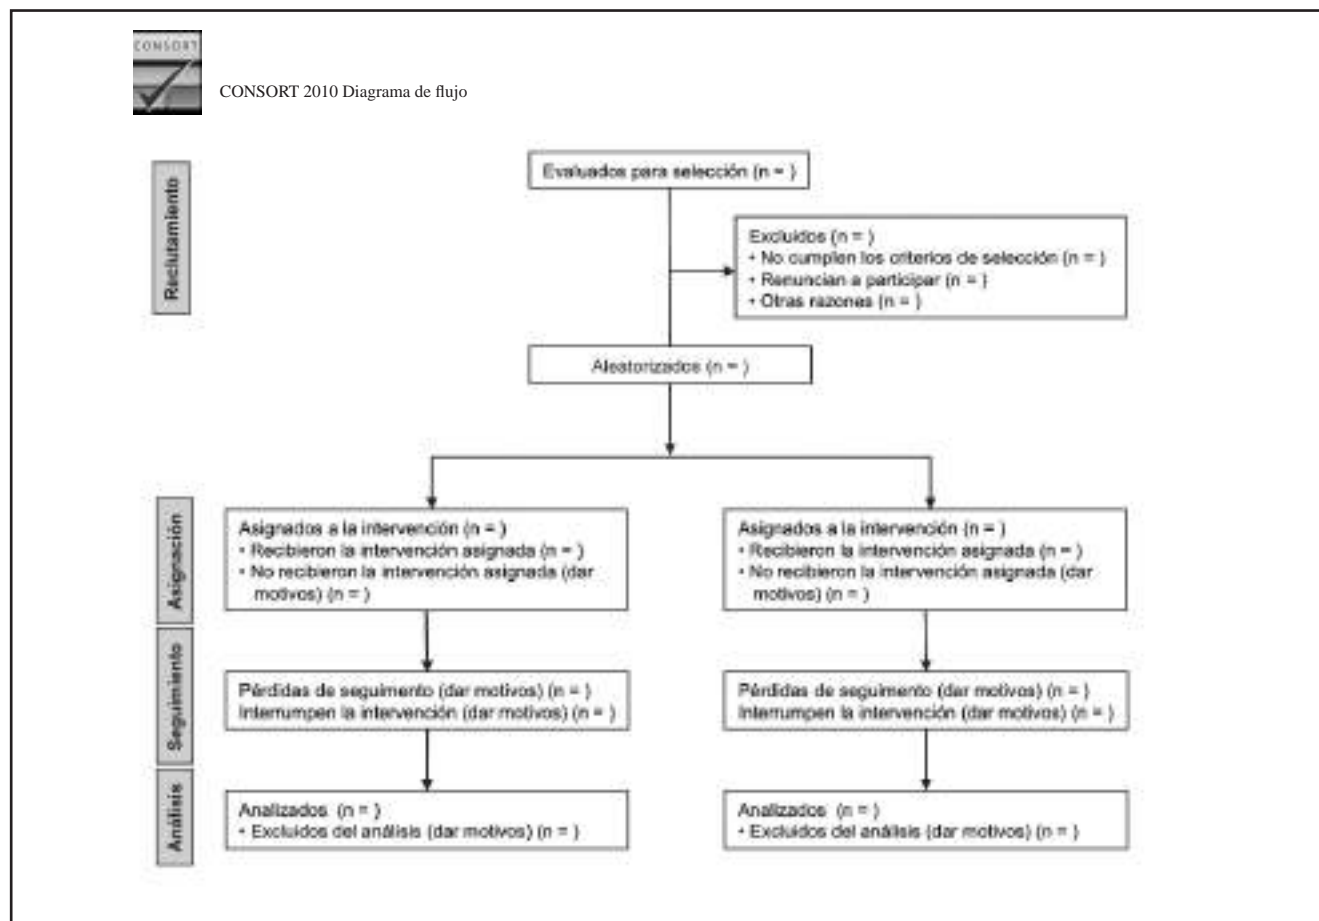 CONSORT
CONSORT 2010 Diagrama de flujo
Reclutamiento
Evaluados para selección (n = )
Excluidos (n = )
• No cumplen los criterios de selección (n = )
• Renuncian a participar (n = )
• Otras razones (n = )
Aleatorizados (n = )
Asignación
Asignados a la intervención (n = )
• Recibieron la intervención asignada (n = )
• No recibieron la intervención asignada (dar
motivos) (n = )
Asignados a la intervención (n = )
• Recibieron la intervención asignada (n = )
• No recibieron la intervención asignada (dar
motivos) (n = )
Seguimiento
Pérdidas de seguimento (dar motivos) (n = )
Interrumpen la intervención (dar motivos) (n = )
Pérdidas de seguimento (dar motivos) (n = )
Interrumpen la intervención (dar motivos) (n = )
Análisis
Analizados (n = )
• Excluidos del análisis (dar motivos) (n = )
Analizados (n = )
• Excluidos del análisis (dar motivos) (n = )